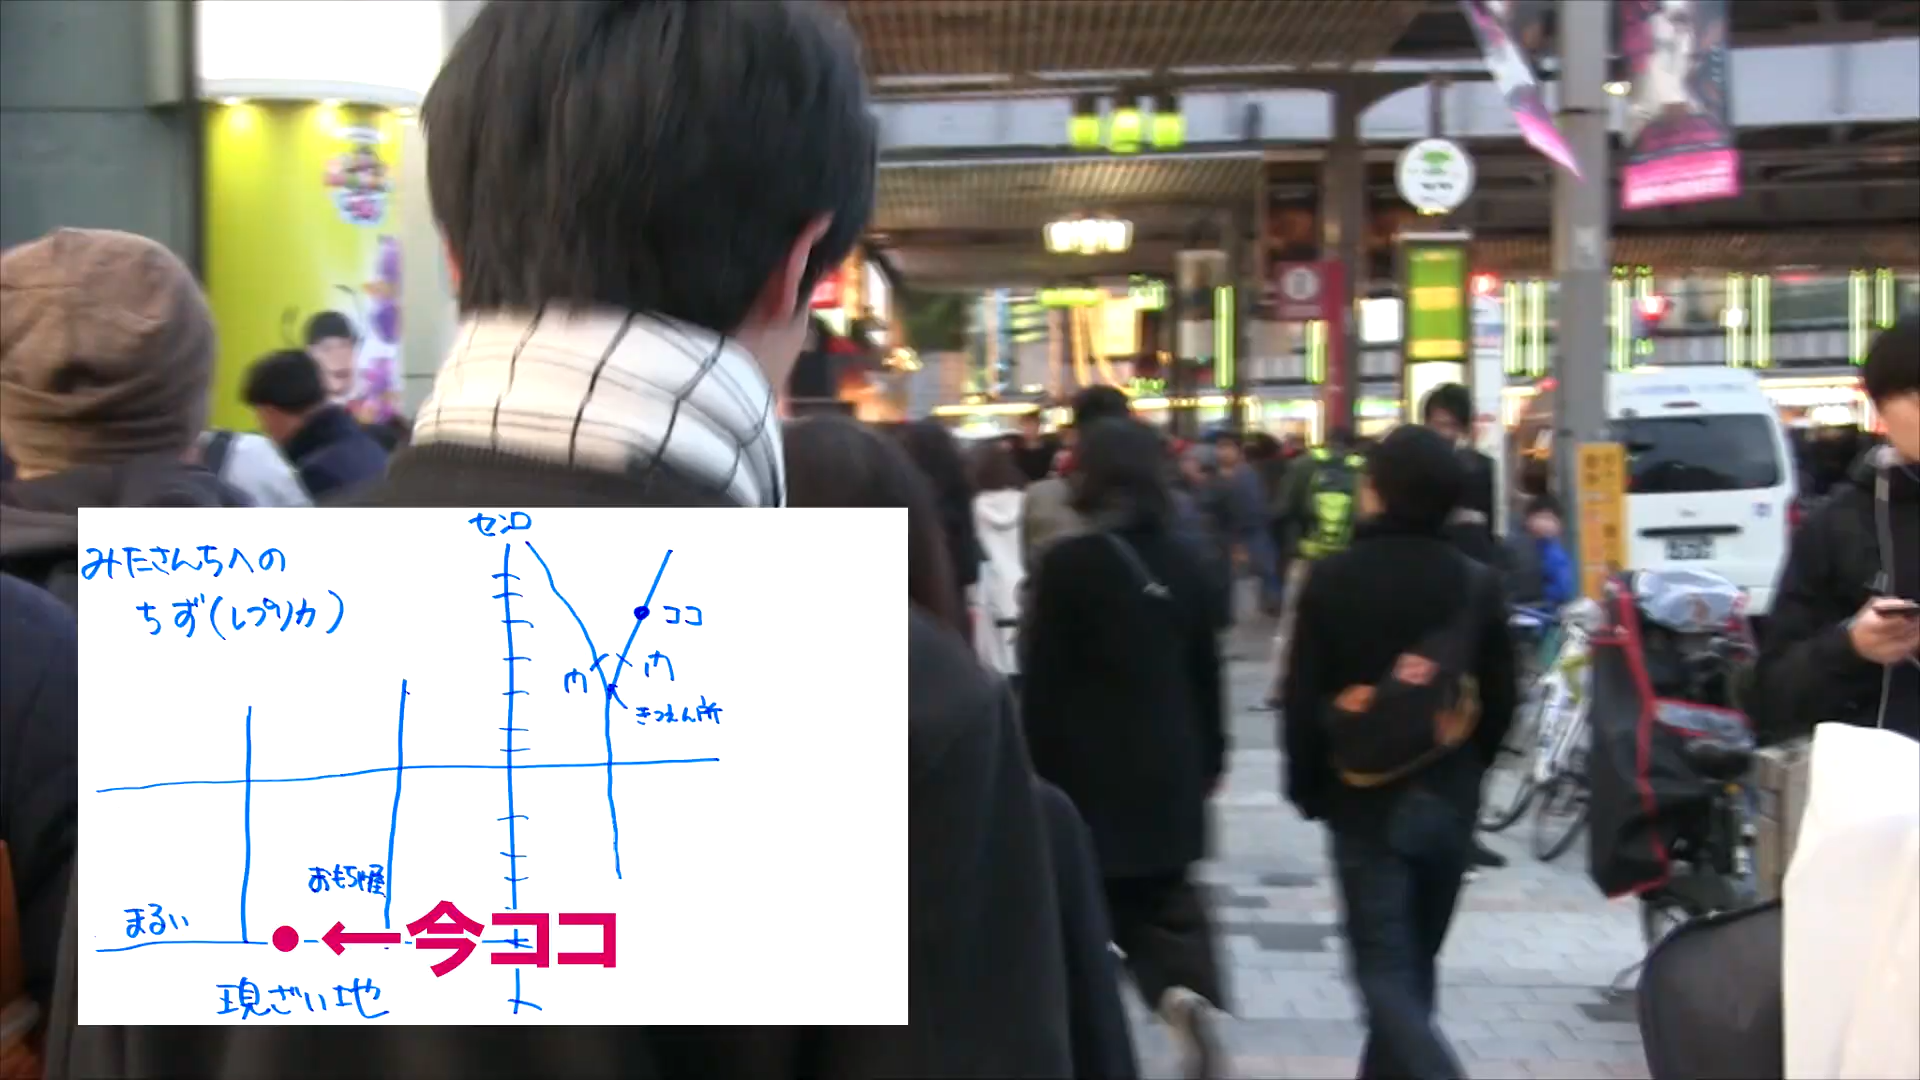 センロ
みたさんちへの
ちず(レプリカ)
ココ
内
内
きつえん所
おもちゃ屋
まるい
←今ココ
現ざい地